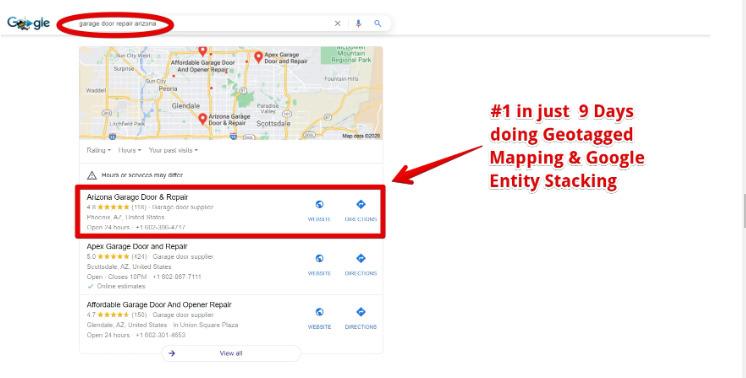 Google
garage door repair arizona
Sun City West
Surprise
Affordable Garage Door
And Opener Repair
Apex Garage
Door and Repair
McDowell
Mountain
Regional Park
Sun City
Peoria
Fountain Hills
Waddell
Glendale
Paradise
Valley
Arizona Garage
Door & Repair
Scottsdale
Litchfield Park
Map data ©2020
Rating Hours Your past visits
Hours or services may differ
Arizona Garage Door & Repair
4.8 ★★★★★ (118) · Garage door supplier
Phoenix, AZ, United States
Open 24 hours · +1 602-396-4717
WEBSITE DIRECTIONS
Apex Garage Door and Repair
5.0 ★★★★★ (424) · Garage door supplier
Scottsdale, AZ, United States
Open · Closes 10PM · +1 602-067-7111
✓ Online estimates
WEBSITE DIRECTIONS
Affordable Garage Door And Opener Repair
4.7 ★★★★★ (150) · Garage door supplier
Glendale, AZ, United States · In Union Square Plaza
Open 24 hours · +1 602-301-4653
WEBSITE DIRECTIONS
View all
#1 in just 9 Days
doing Geotagged
Mapping & Google
Entity Stacking